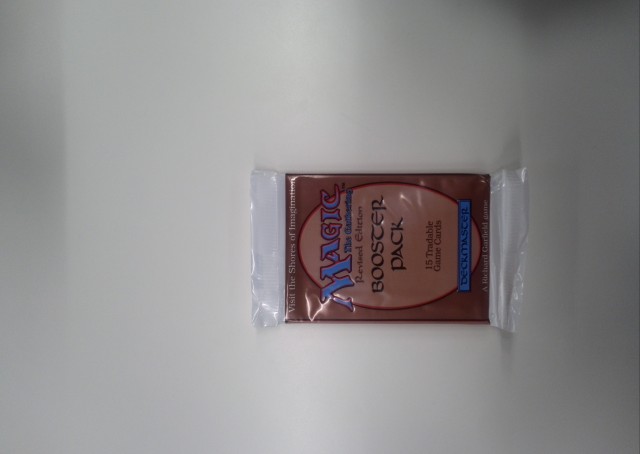 Visit the Shores of Imagination
MAGIC
The Gathering™
Revised Edition
BOOSTER
PACK
15 Tradable
Game Cards
DECKMASTER
A Richard Garfield game